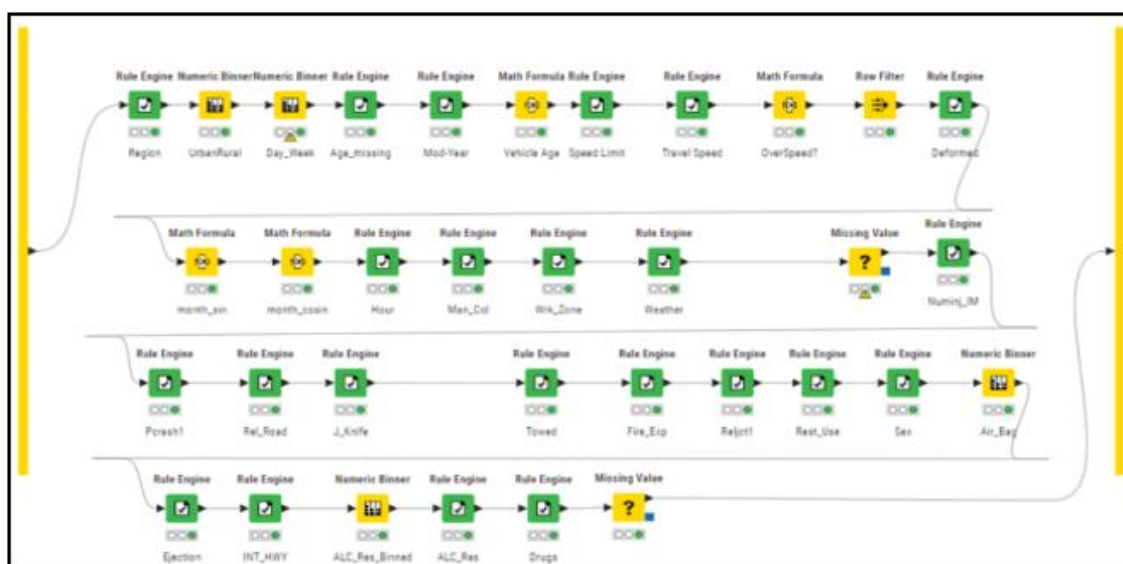 Rule Engine Numeric Binner Numeric Binner Rule Engine Rule Engine Math Formula Rule Engine Rule Engine Math Formula Row Filter Rule Engine
Region UrbanRural Day_Week Age_missing Mod-Year Vehicle Age Speed Limit Travel Speed OverSpeed? Deformed
Math Formula Math Formula Rule Engine Rule Engine Rule Engine Rule Engine Missing Value Rule Engine
month_sin month_cosin Hour Man_Col Wrk_Zone Weather Numinj_IM
Rule Engine Rule Engine Rule Engine Rule Engine Rule Engine Rule Engine Rule Engine Rule Engine Numeric Binner
Pcrash1 Rel_Road J_Knife Towed Fire_Exp Reljct1 Rest_Use Sex Air_Bag
Rule Engine Rule Engine Numeric Binner Rule Engine Rule Engine Missing Value
Ejection INT_HWY ALC_Res_Binned ALC_Res Drugs